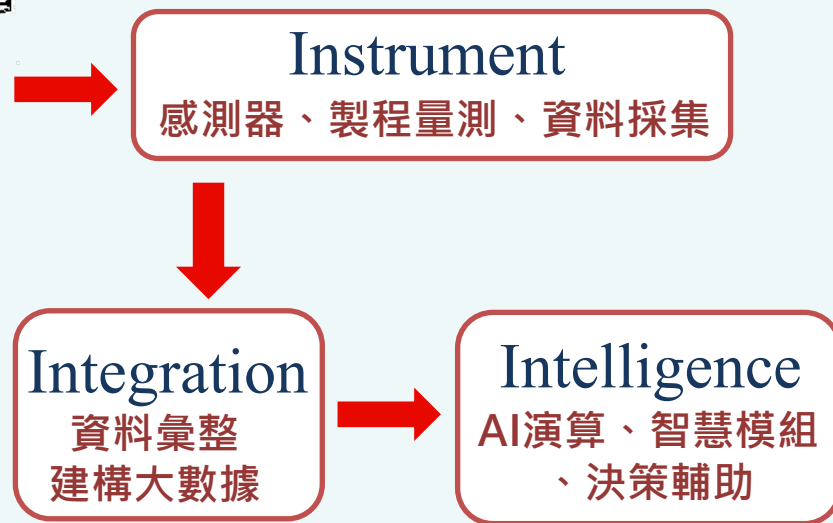 Instrument
感測器、製程量測、資料採集
Integration
資料彙整
建構大數據
Intelligence
AI演算、智慧模組
、決策輔助